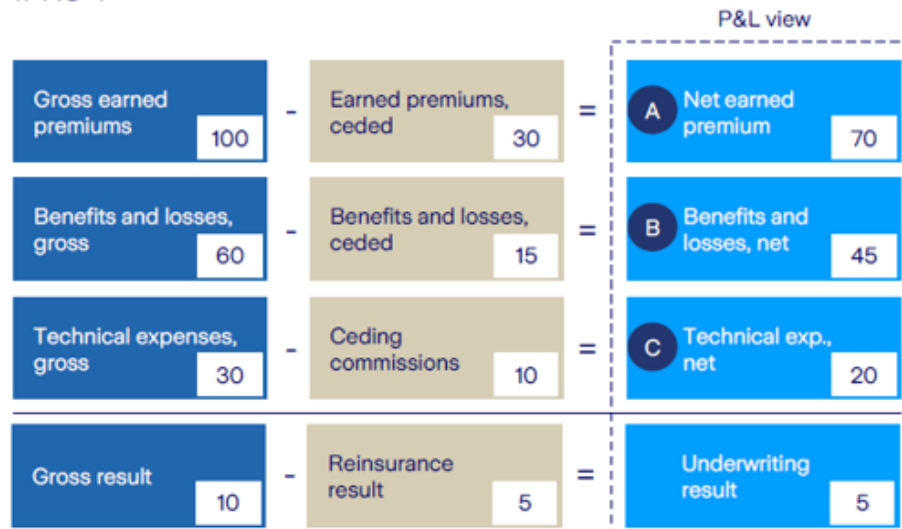 P&L view
Gross earned
premiums
100
-
Earned premiums,
ceded
30
=
A
Net earned
premium
70
Benefits and losses,
gross
60
-
Benefits and losses,
ceded
15
=
B
Benefits and
losses, net
45
Technical expenses,
gross
30
-
Ceding
commissions
10
=
C
Technical exp.,
net
20
Gross result
10
-
Reinsurance
result
5
=
Underwriting
result
5